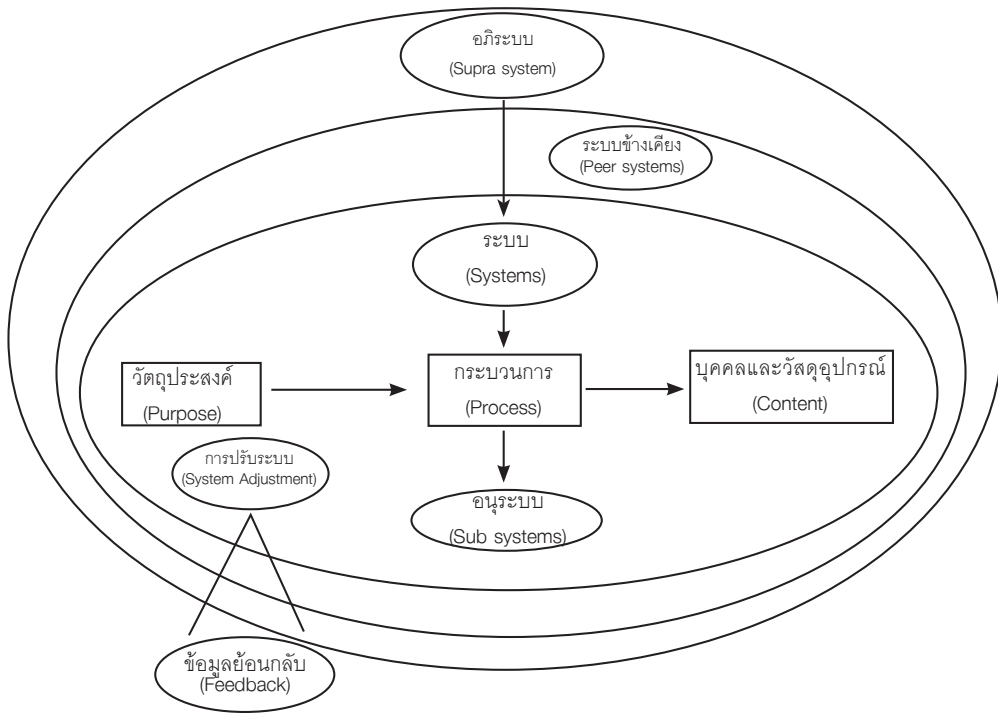 อภิระบบ
(Supra system)
ระบบข้างเคียง
(Peer systems)
ระบบ
(Systems)
วัตถุประสงค์
(Purpose)
กระบวนการ
(Process)
บุคคลและวัสดุอุปกรณ์
(Content)
การปรับระบบ
(System Adjustment)
อนุระบบ
(Sub systems)
ข้อมูลย้อนกลับ
(Feedback)